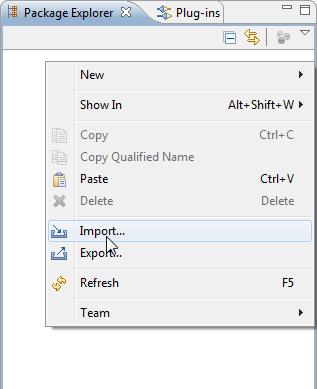 Package Explorer Plug-ins
New
Show In Alt+Shift+W
Copy Ctrl+C
Copy Qualified Name
Paste Ctrl+V
Delete Delete
Import...
Export...
Refresh F5
Team